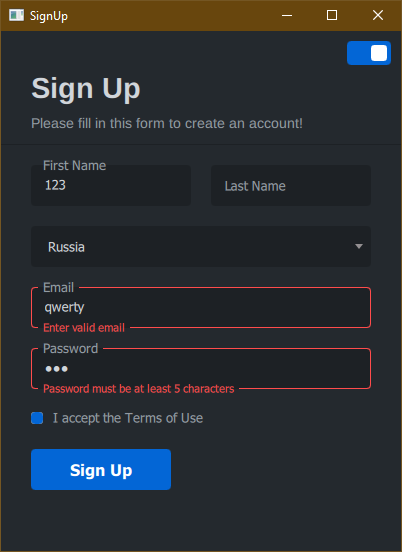 SignUp
Sign Up
Please fill in this form to create an account!
First Name
123
Last Name
Russia
Email
qwerty
Enter valid email
Password
●●●
Password must be at least 5 characters
I accept the Terms of Use
Sign Up